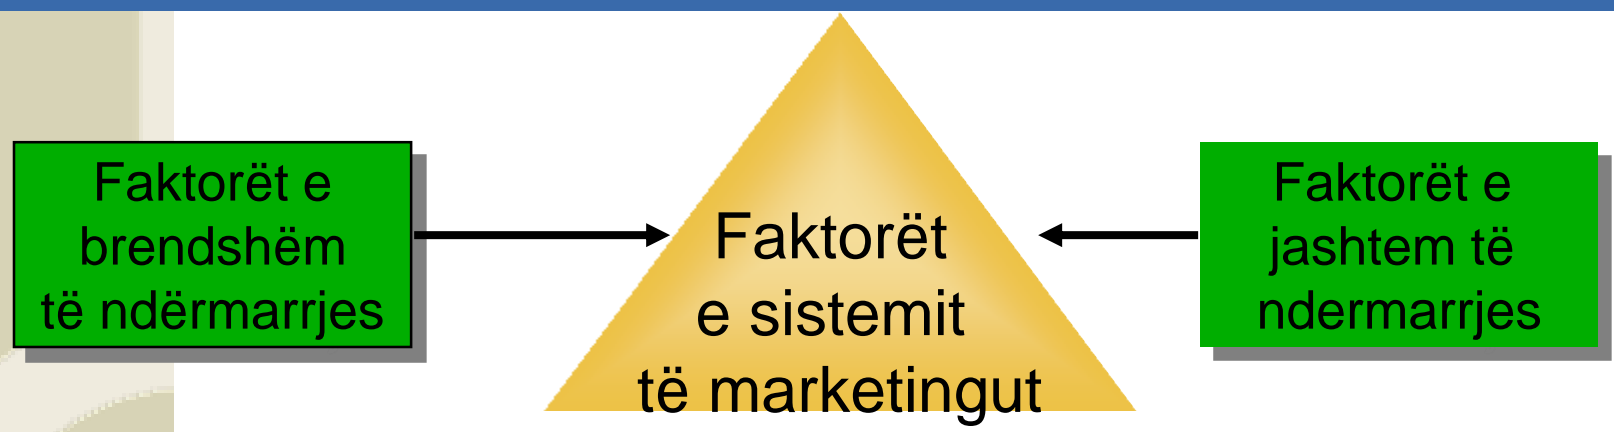 Faktorët e
brendshëm
të ndërmarrjes
Faktorët
e sistemit
të marketingut
Faktorët e
jashtem të
ndermarrjes